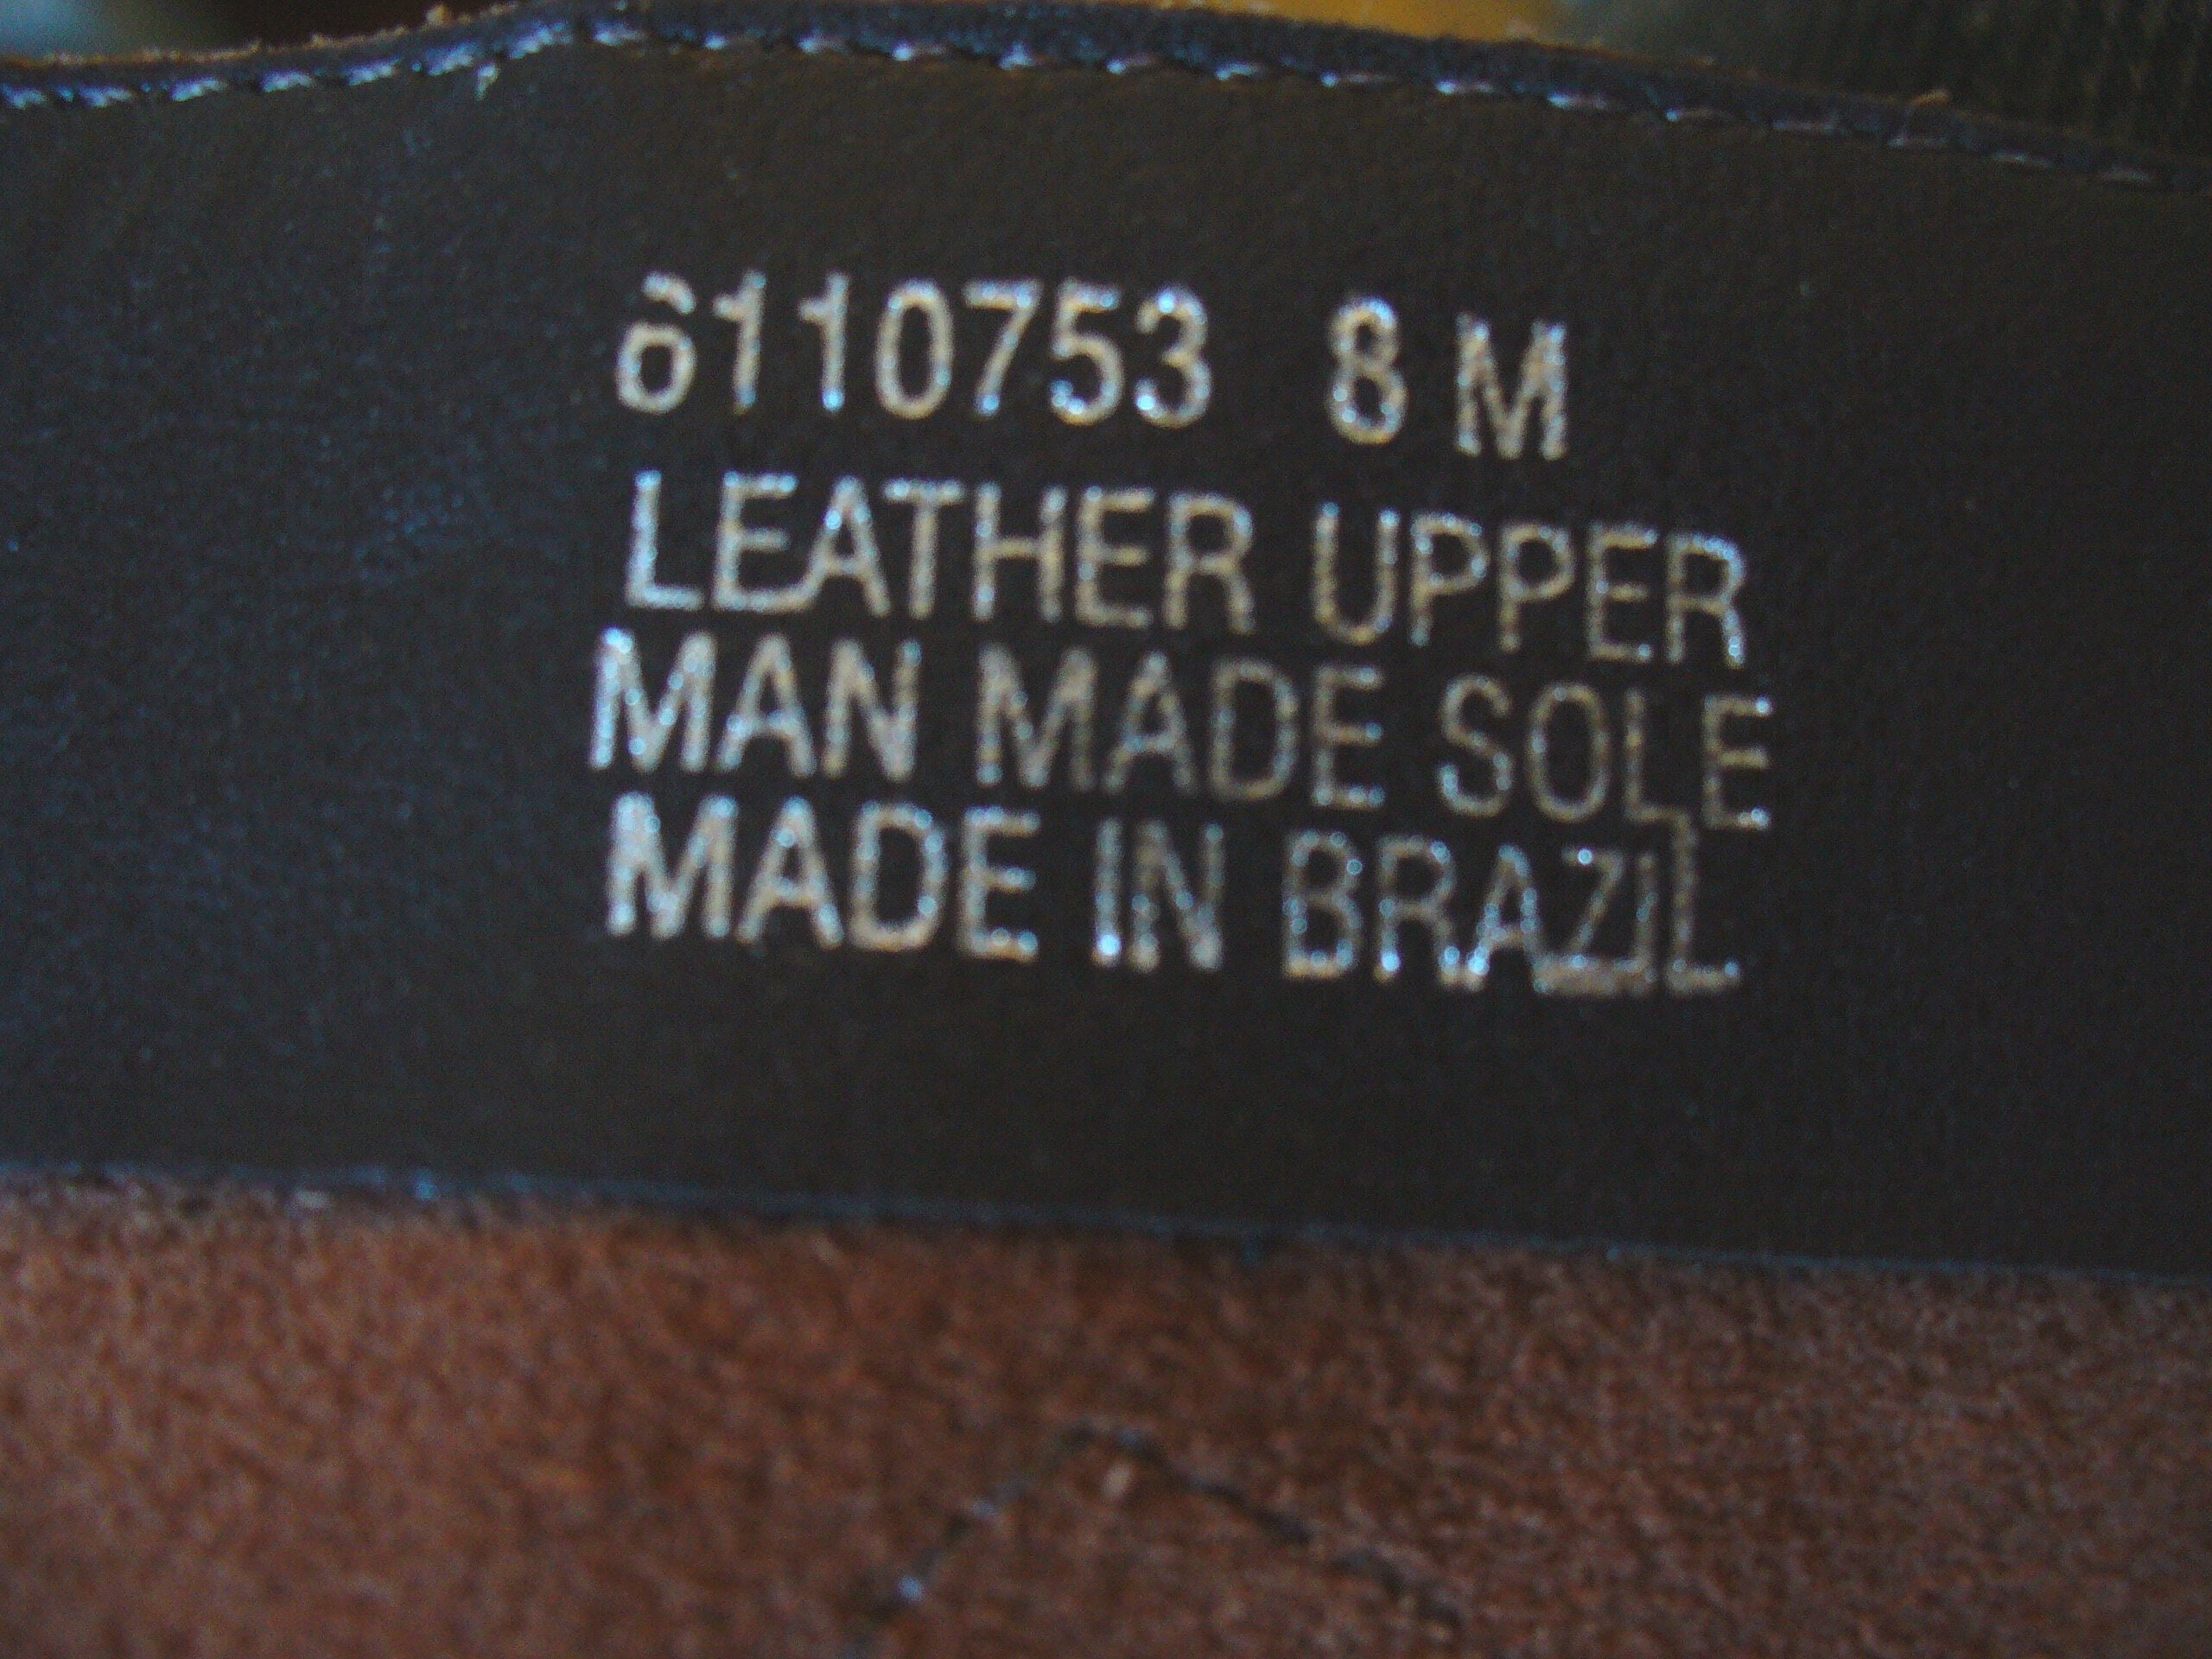 6110753 8 M
LEATHER UPPER
MAN MADE SOLE
MADE IN BRAZIL